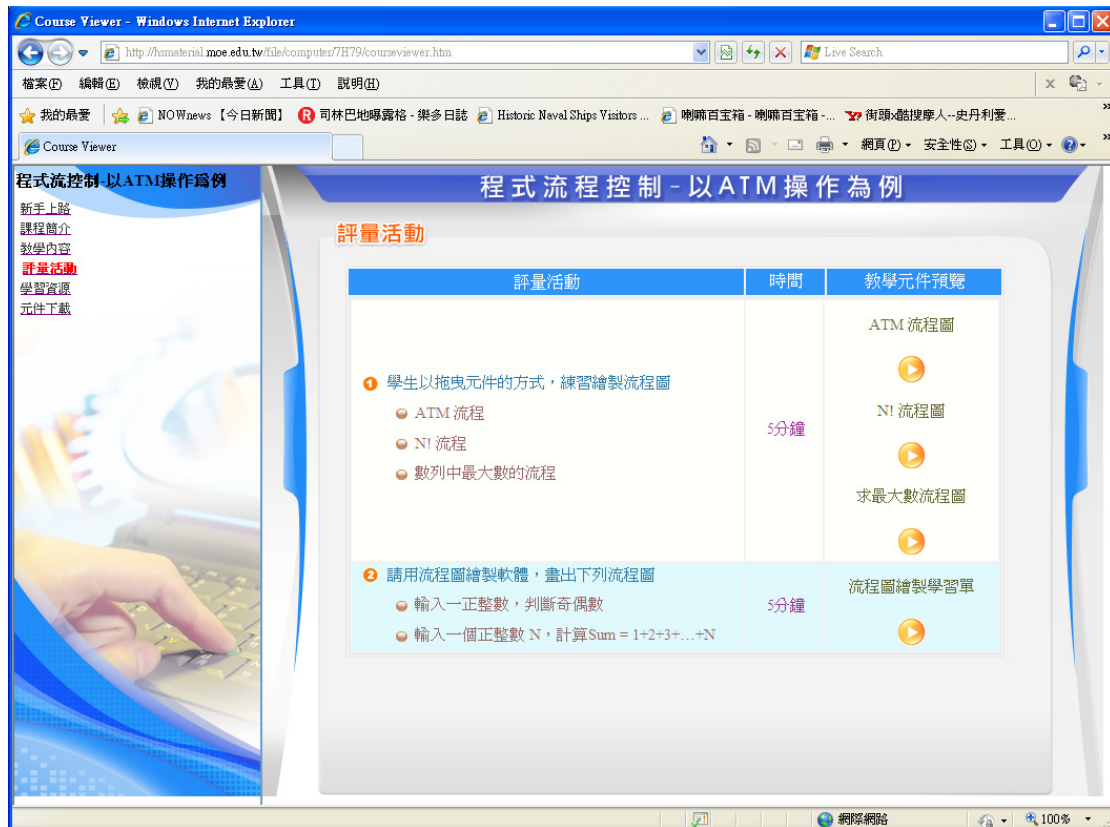 Course Viewer - Windows Internet Explorer
http://hsmaterial.moe.edu.tw/file/computer/7H79/courseviewer.htm
Live Search
檔案(F) 編輯(E) 檢視(V) 我的最愛(A) 工具(T) 說明(H)
我的最愛 NOWnews【今日新聞】 司林巴地曝露格 - 樂多日誌 Historic Naval Ships Visitors ... 喇嘛百宝箱 - 喇嘛百宝箱 -... 街頭x酷搜摩人--史丹利愛...
Course Viewer 網頁(P) 安全性(S) 工具(O)
程式流控制-以ATM操作為例
新手上路
課程簡介
教學內容
評量活動
學習資源
元件下載
程式流程控制-以ATM操作為例
評量活動
評量活動 時間 教學元件預覽
1 學生以拖曳元件的方式，練習繪製流程圖
ATM 流程
N! 流程
數列中最大數的流程
5分鐘
ATM 流程圖
N! 流程圖
求最大數流程圖
2 請用流程圖繪製軟體，畫出下列流程圖
輸入一正整數，判斷奇偶數
輸入一個正整數 N，計算Sum = 1+2+3+…+N
5分鐘
流程圖繪製學習單
網際網路 100%